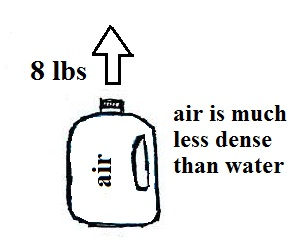 8 lbs
air is much
less dense
than water
air